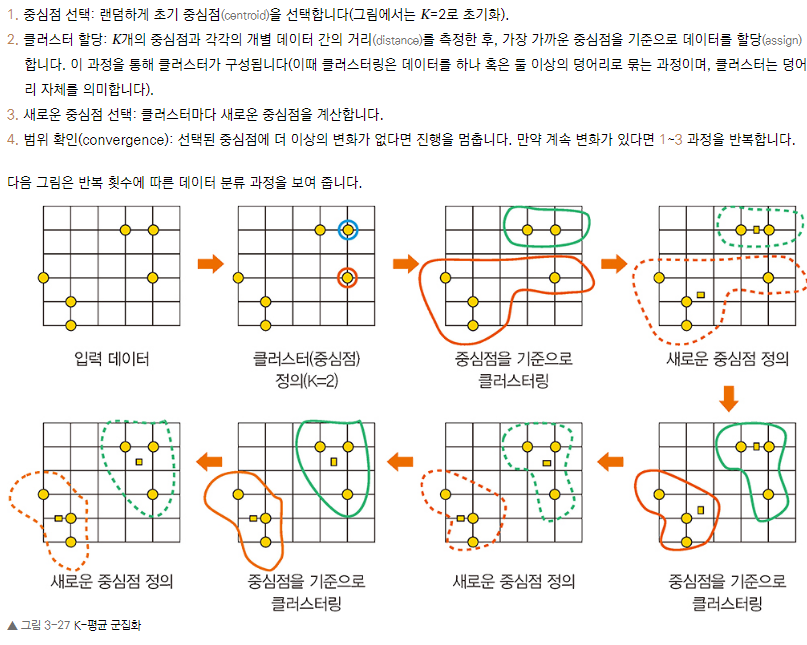 1. 중심점 선택: 랜덤하게 초기 중심점(centroid)을 선택합니다(그림에서는 K=2로 초기화).
2. 클러스터 할당: K개의 중심점과 각각의 개별 데이터 간의 거리(distance)를 측정한 후, 가장 가까운 중심점을 기준으로 데이터를 할당(assign)
합니다. 이 과정을 통해 클러스터가 구성됩니다(이때 클러스터링은 데이터를 하나 혹은 둘 이상의 덩어리로 묶는 과정이며, 클러스터는 덩어
리 자체를 의미합니다).
3. 새로운 중심점 선택: 클러스터마다 새로운 중심점을 계산합니다.
4. 범위 확인(convergence): 선택된 중심점에 더 이상의 변화가 없다면 진행을 멈춥니다. 만약 계속 변화가 있다면 1~3 과정을 반복합니다.
다음 그림은 반복 횟수에 따른 데이터 분류 과정을 보여 줍니다.
입력 데이터
클러스터(중심점)
정의(K=2)
중심점을 기준으로
클러스터링
새로운 중심점 정의
새로운 중심점 정의
중심점을 기준으로
클러스터링
새로운 중심점 정의
중심점을 기준으로
클러스터링
▲ 그림 3-27 K-평균 군집화